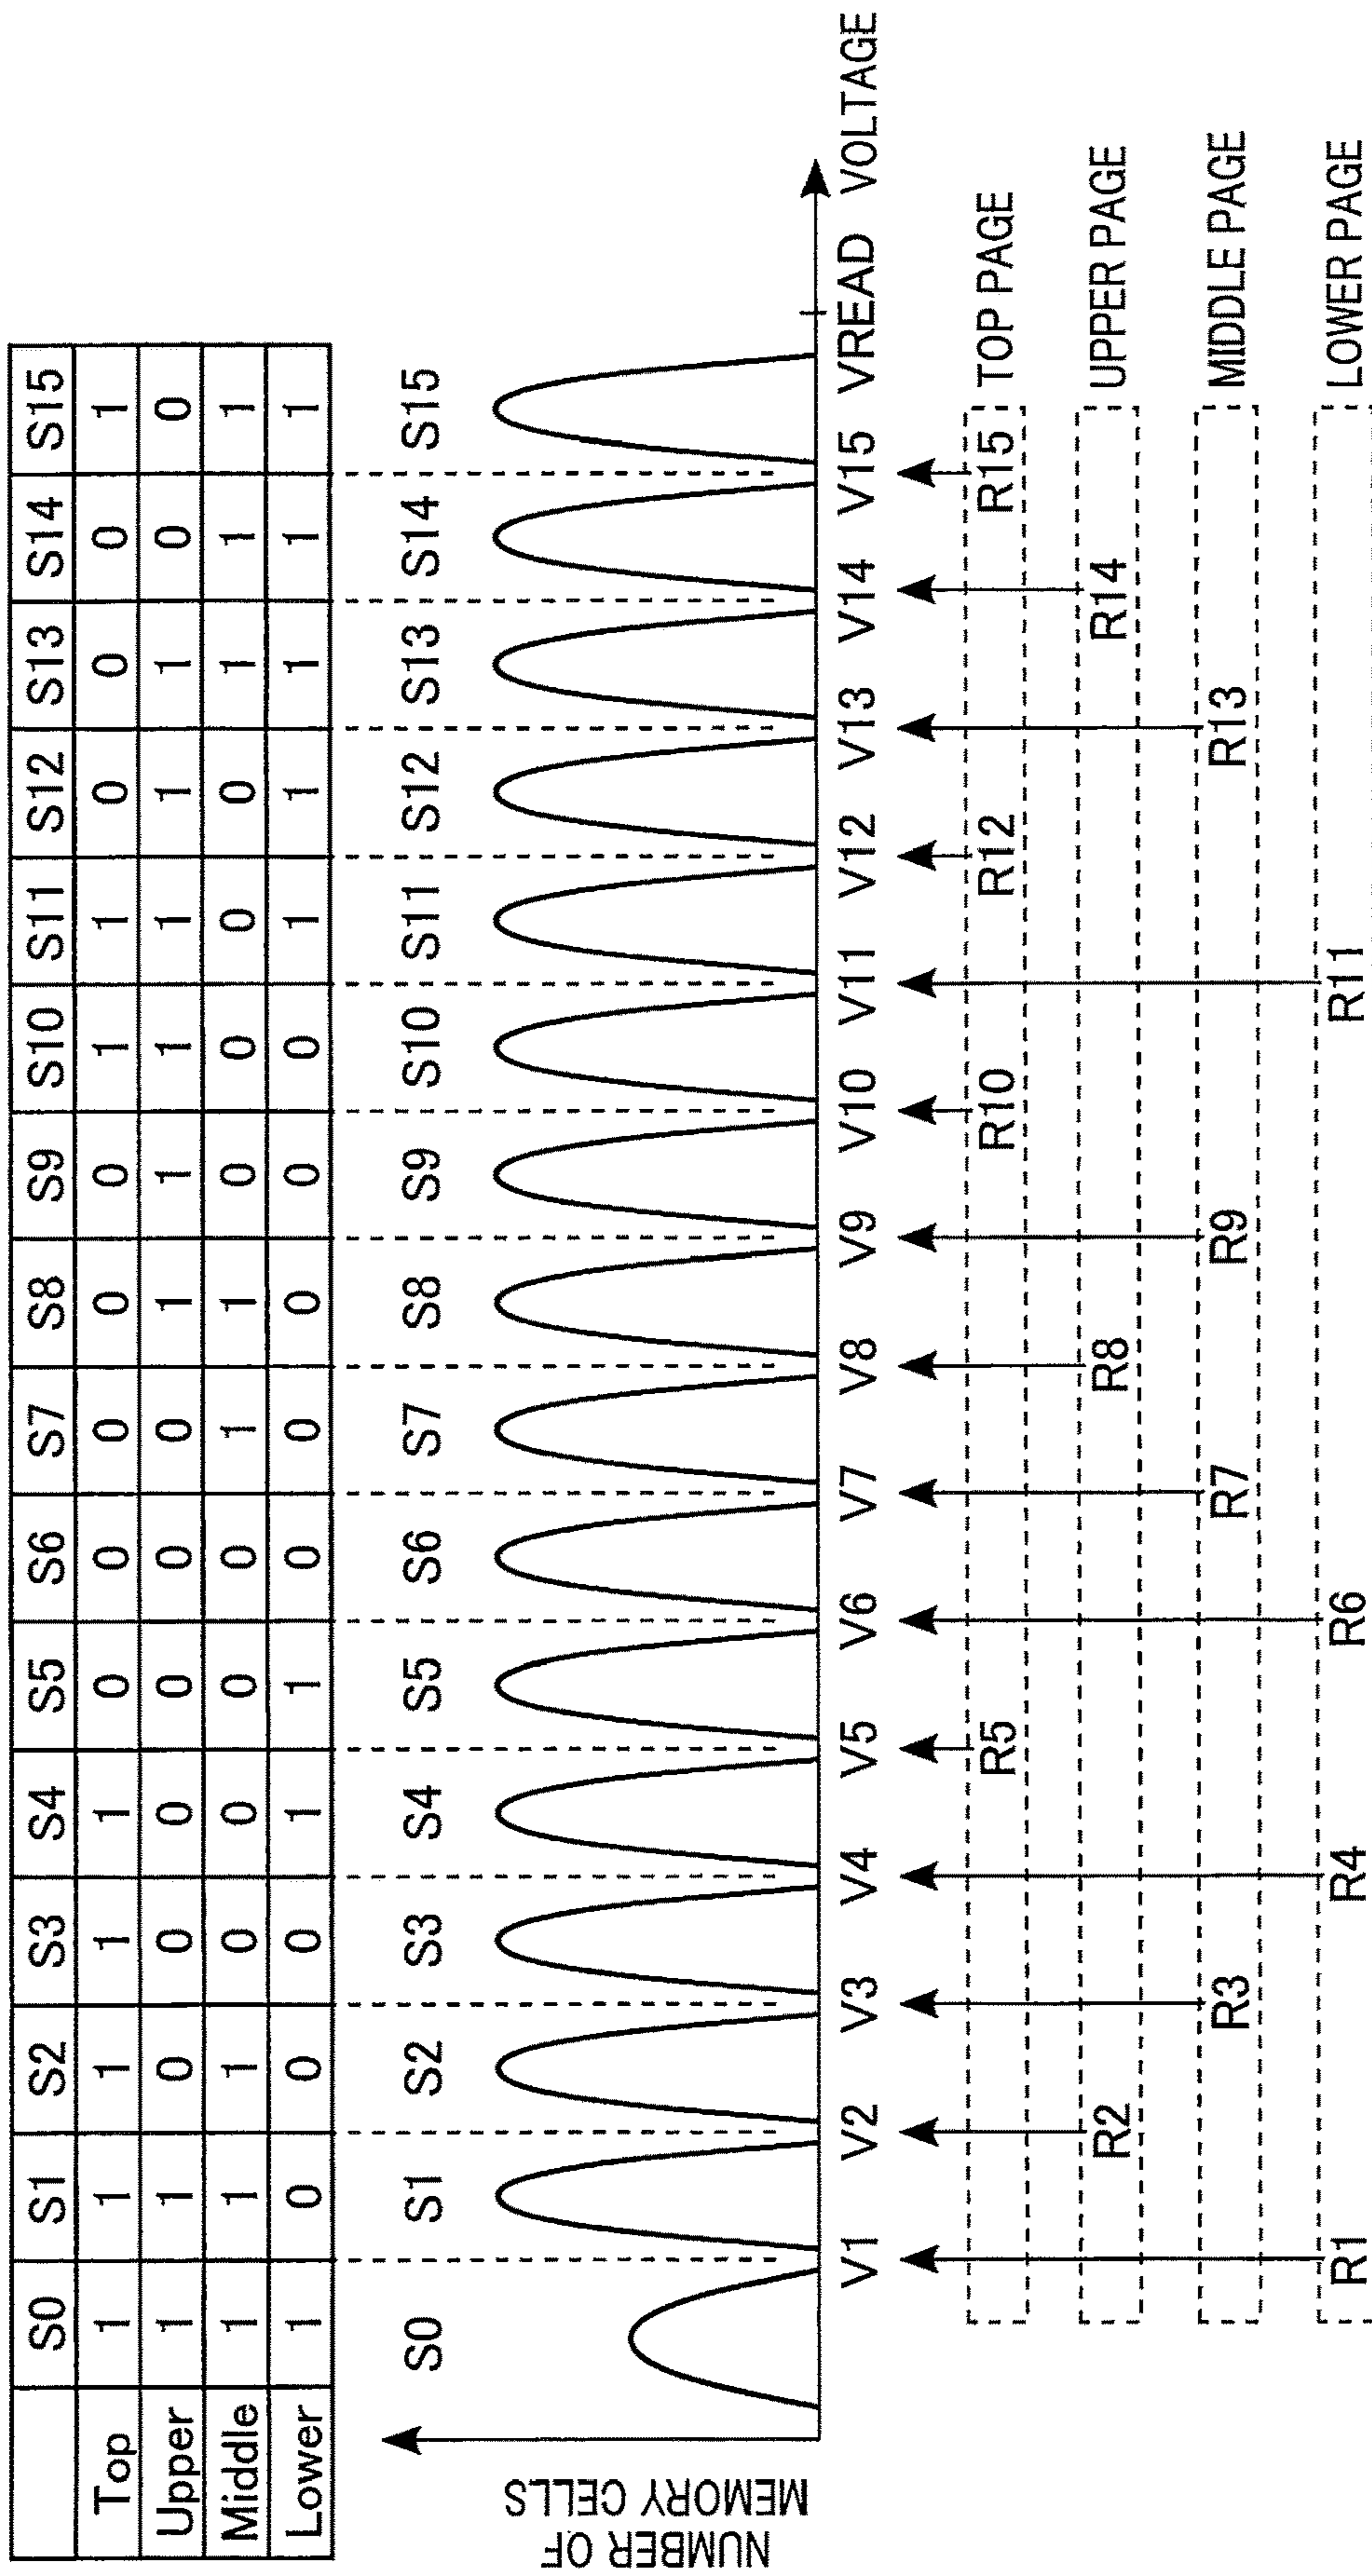 S0 S1 S2 S3 S4 S5 S6 S7 S8 S9 S10 S11 S12 S13 S14 S15
Top 1 1 1 1 1 0 0 0 0 0 1 1 0 0 0 1
Upper 1 1 0 0 0 0 0 0 1 1 1 1 1 1 0 0
Middle 1 1 1 0 0 0 0 1 1 0 0 0 0 1 1 1
Lower 1 0 0 0 1 1 0 0 0 0 0 1 1 1 1 1
NUMBER OF
MEMORY CELLS
S0 S1 S2 S3 S4 S5 S6 S7 S8 S9 S10 S11 S12 S13 S14 S15
V1 V2 V3 V4 V5 V6 V7 V8 V9 V10 V11 V12 V13 V14 V15 VREAD VOLTAGE
R5 R10 R12 R15 TOP PAGE
R2 R8 R14 UPPER PAGE
R3 R7 R9 R13 MIDDLE PAGE
R1 R4 R6 R11 LOWER PAGE